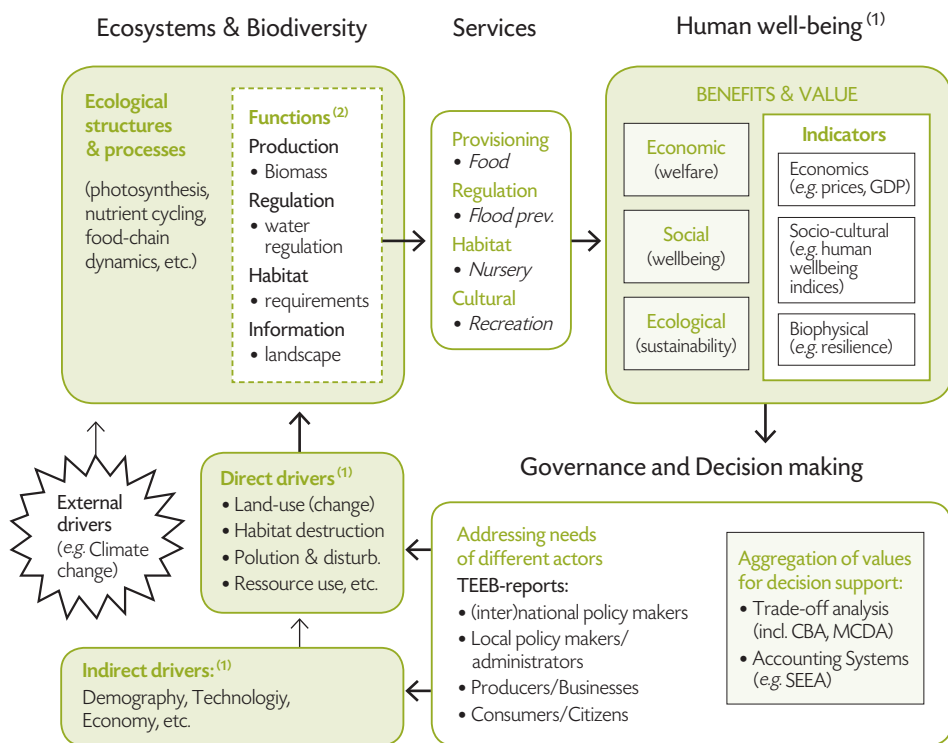 Ecosystems & Biodiversity
Services
Human well-being (1)
Ecological
structures
& processes
(photosynthesis,
nutrient cycling,
food-chain
dynamics, etc.)
Functions (2)
Production
• Biomass
Regulation
• water
regulation
Habitat
• requirements
Information
• landscape
Provisioning
• Food
Regulation
• Flood prev.
Habitat
• Nursery
Cultural
• Recreation
BENEFITS & VALUE
Economic
(welfare)
Social
(wellbeing)
Ecological
(sustainability)
Indicators
Economics
(e.g. prices, GDP)
Socio-cultural
(e.g. human
wellbeing
indices)
Biophysical
(e.g. resilience)
External
drivers
(e.g. Climate
change)
Direct drivers (1)
• Land-use (change)
• Habitat destruction
• Polution & disturb.
• Ressource use, etc.
Indirect drivers: (1)
Demography, Technologiy,
Economy, etc.
Governance and Decision making
Addressing needs
of different actors
TEEB-reports:
• (inter)national policy makers
• Local policy makers/
administrators
• Producers/Businesses
• Consumers/Citizens
Aggregation of values
for decision support:
• Trade-off analysis
(incl. CBA, MCDA)
• Accounting Systems
(e.g. SEEA)